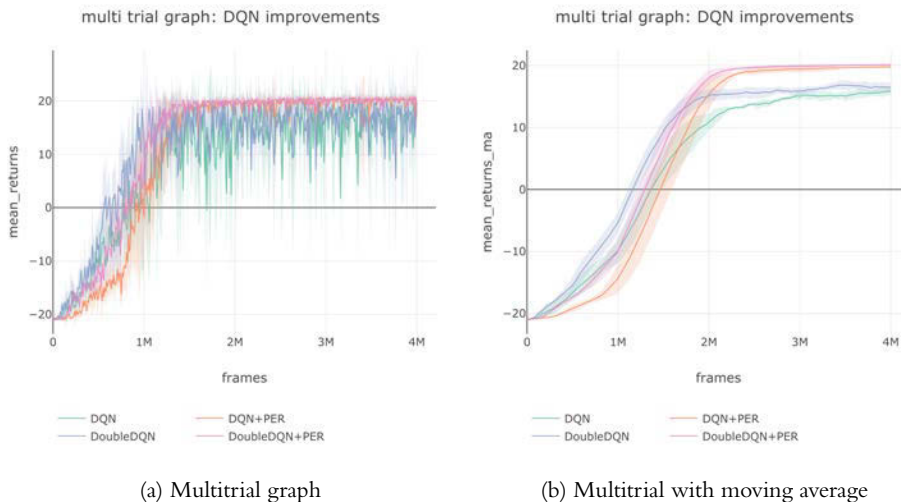 multi trial graph: DQN improvements
mean_returns
20
10
0
−10
−20
0 1M 2M 3M 4M
frames
DQN DQN+PER
DoubleDQN DoubleDQN+PER
(a) Multitrial graph
multi trial graph: DQN improvements
mean_returns_ma
20
10
0
−10
−20
0 1M 2M 3M 4M
frames
DQN DQN+PER
DoubleDQN DoubleDQN+PER
(b) Multitrial with moving average